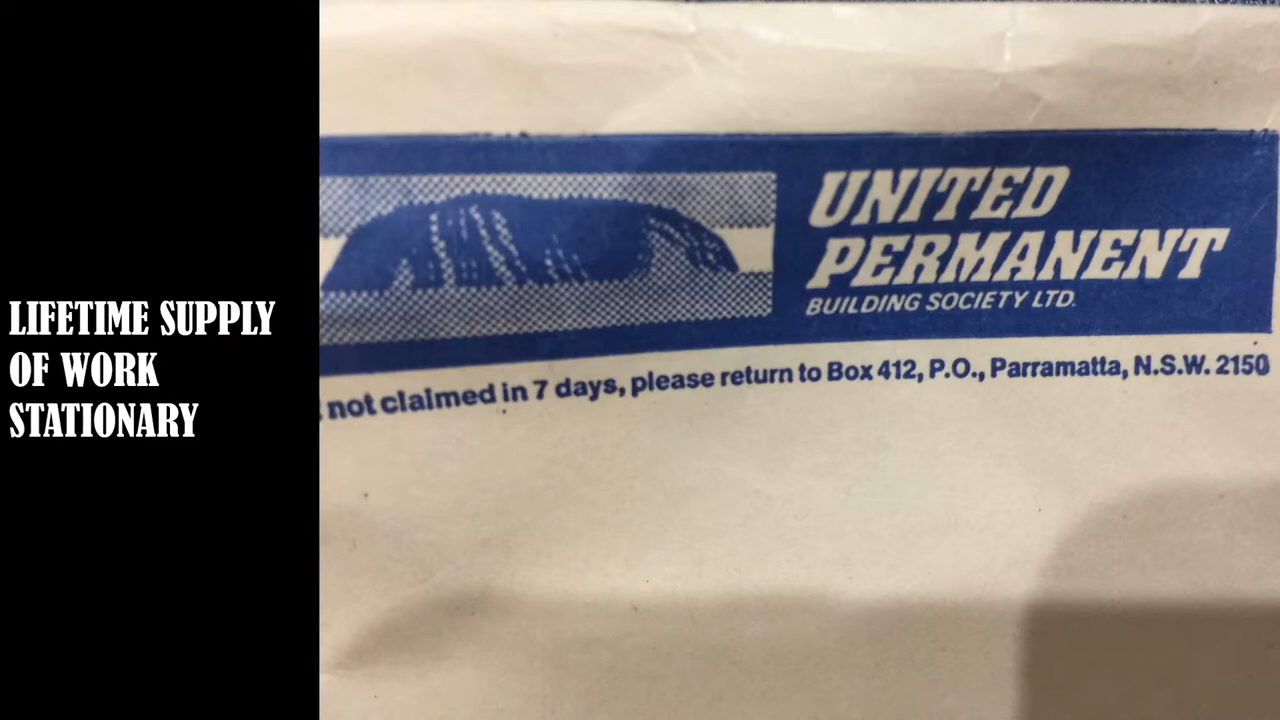 LIFETIME SUPPLY
OF WORK
STATIONARY
UNITED
PERMANENT
BUILDING SOCIETY LTD.
not claimed in 7 days, please return to Box 412, P.O., Parramatta, N.S.W. 2150